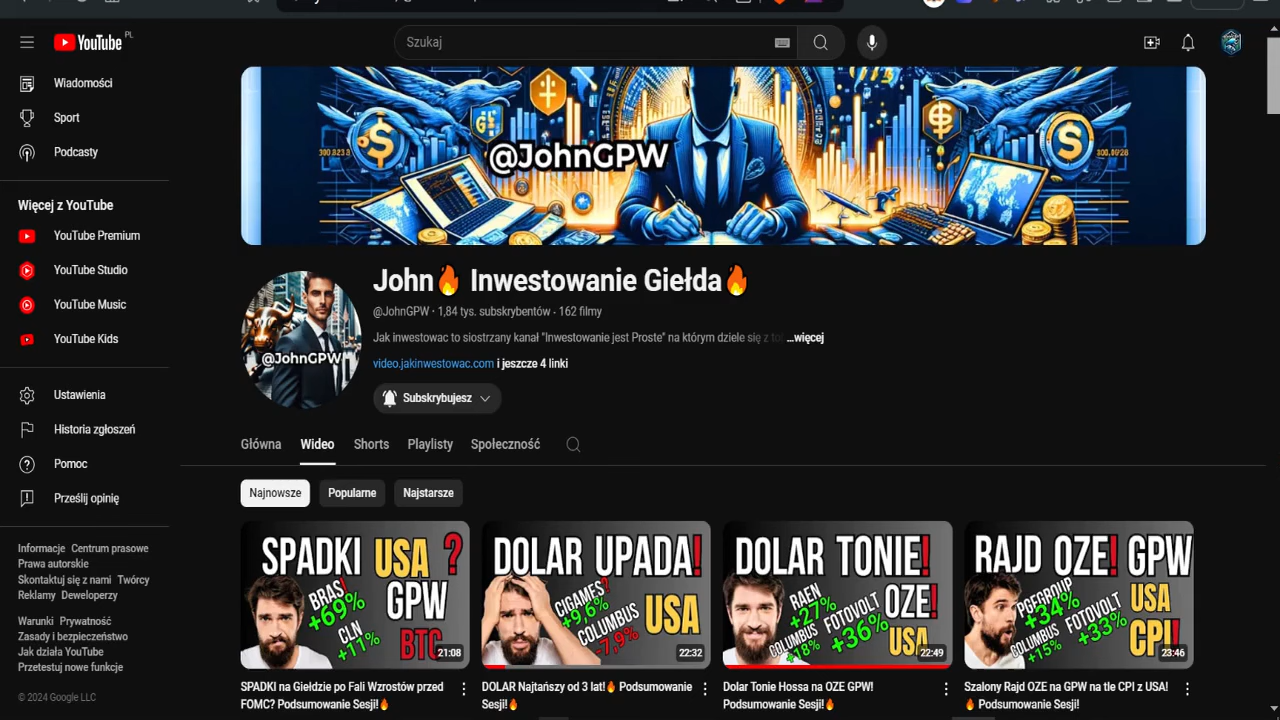 YouTube PL
Szukaj
Wiadomości
Sport
Podcasty
Więcej z YouTube
YouTube Premium
YouTube Studio
YouTube Music
YouTube Kids
Ustawienia
Historia zgłoszeń
Pomoc
Prześlij opinię
Informacje Centrum prasowe
Prawa autorskie
Skontaktuj się z nami Twórcy
Reklamy Deweloperzy
Warunki Prywatność
Zasady i bezpieczeństwo
Jak działa YouTube
Przetestuj nowe funkcje
© 2024 Google LLC
@JohnGPW
@JohnGPW
John🔥 Inwestowanie Giełda🔥
@JohnGPW · 1,84 tys. subskrybentów · 162 filmy
Jak inwestowac to siostrzany kanał "Inwestowanie jest Proste" na którym dziele się z to ...więcej
video.jakinwestowac.com i jeszcze 4 linki
Subskrybujesz
Główna Wideo Shorts Playlisty Społeczność
Najnowsze Popularne Najstarsze
SPADKI USA ?
BRAS!
+69%
GPW
CLN
+11%
BTC
21:08
SPADKI na Giełdzie po Fali Wzrostów przed
FOMC? Podsumowanie Sesji!🔥
DOLAR UPADA!
CIGAMES?
+9,6%
COLUMBUS
-7,9%
USA
22:32
DOLAR Najtańszy od 3 lat!🔥 Podsumowanie
Sesji!🔥
DOLAR TONIE!
RAEN
+27%
OZE!
COLUMBUS
+18%
FOTOVOLT
+36%
USA
22:49
Dolar Tonie Hossa na OZE GPW!
Podsumowanie Sesji!🔥
RAJD OZE! GPW
PGFGROUP
+34%
USA
COLUMBUS
+15%
FOTOVOLT
+33%
CPI!
23:46
Szalony Rajd OZE na GPW na tle CPI z USA!
🔥 Podsumowanie Sesji!